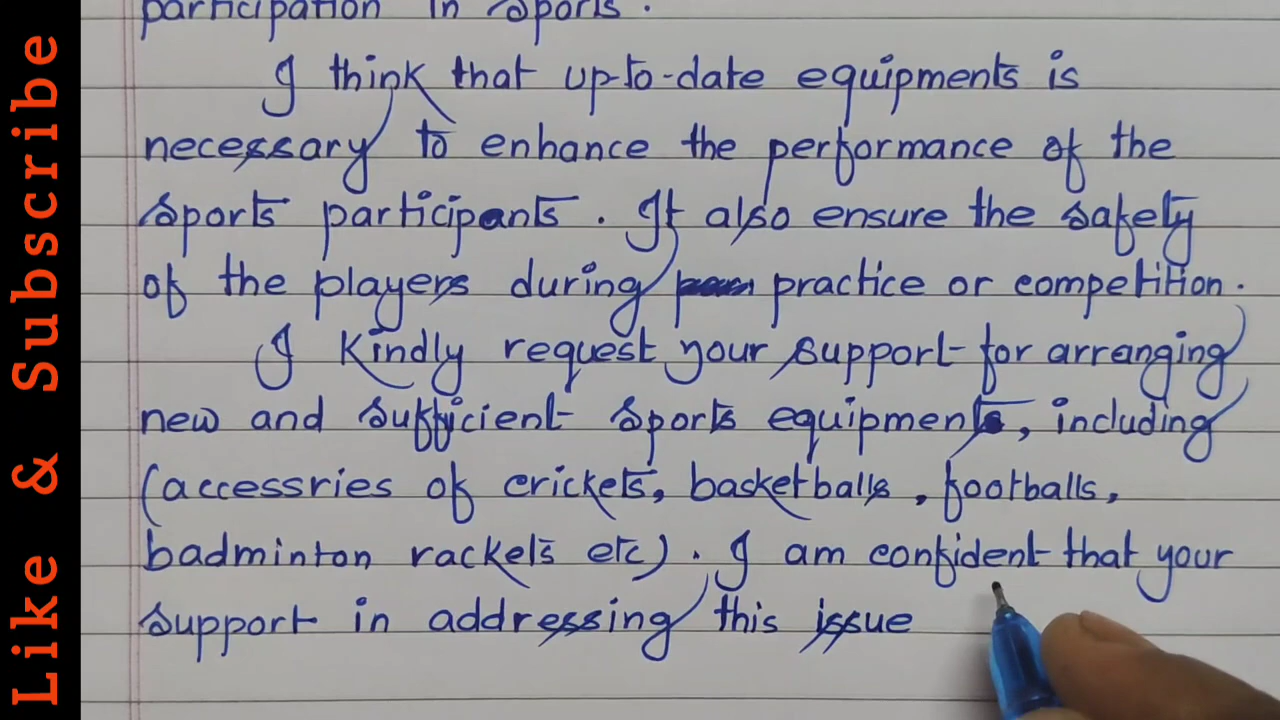 participation in sports.
I think that up-to-date equipments is
necessary to enhance the performance of the
sports participants. It also ensure the safety
of the players during practice or competition.
I Kindly request your support for arranging
new and sufficient sports equipments, including
(accessries of crickets, basketballs, footballs,
badminton rackets etc). I am confident that your
support in addressing this issue
Like & Subscribe